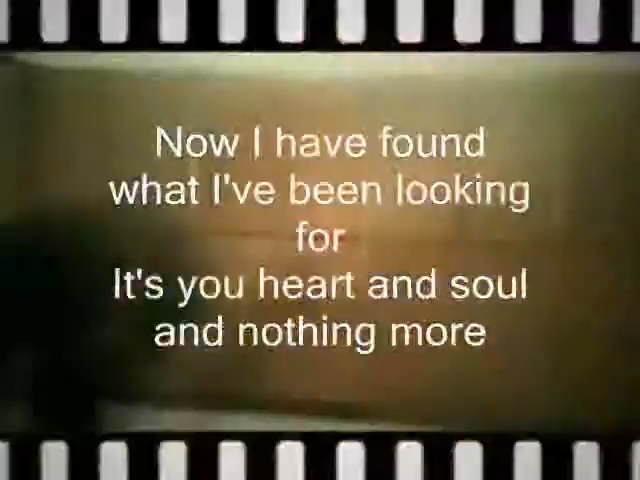 Now I have found
what I've been looking
for
It's you heart and soul
and nothing more